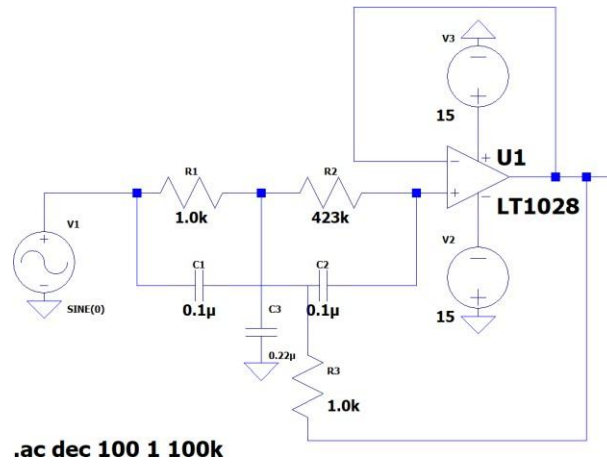 V3
15
U1
LT1028
R1
1.0k
R2
423k
V1
SINE(0)
C1
0.1µ
C2
0.1µ
C3
0.22µ
R3
1.0k
V2
15
.ac dec 100 1 100k